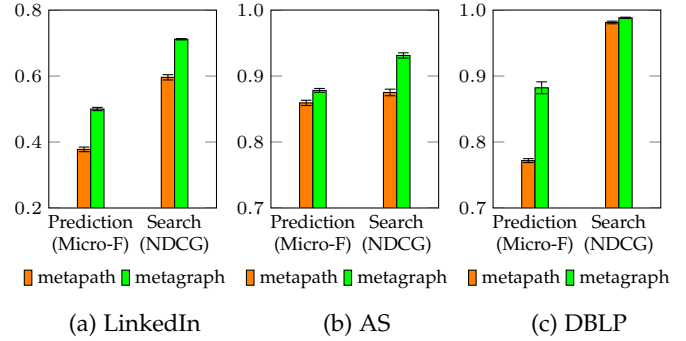 0.8
0.6
0.4
0.2
Prediction Search
(Micro-F) (NDCG)
metapath metagraph
(a) LinkedIn
1.0
0.9
0.8
0.7
Prediction Search
(Micro-F) (NDCG)
metapath metagraph
(b) AS
1.0
0.9
0.8
0.7
Prediction Search
(Micro-F) (NDCG)
metapath metagraph
(c) DBLP